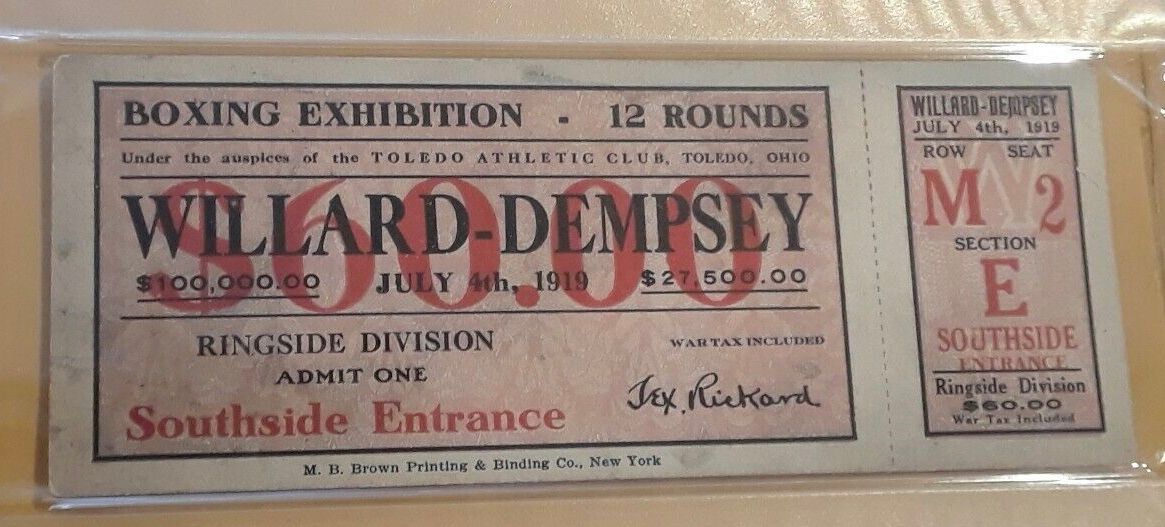 BOXING EXHIBITION - 12 ROUNDS
Under the auspices of the TOLEDO ATHLETIC CLUB, TOLEDO, OHIO
$60.00
WILLARD-DEMPSEY
$100,000.00 JULY 4th, 1919 $27,500.00
RINGSIDE DIVISION
WAR TAX INCLUDED
ADMIT ONE
Tex. Rickard
Southside Entrance
M. B. Brown Printing & Binding Co., New York
WILLARD-DEMPSEY
JULY 4th, 1919
ROW SEAT
M W 2
SECTION
E
SOUTHSIDE
ENTRANCE
Ringside Division
$60.00
War Tax Included